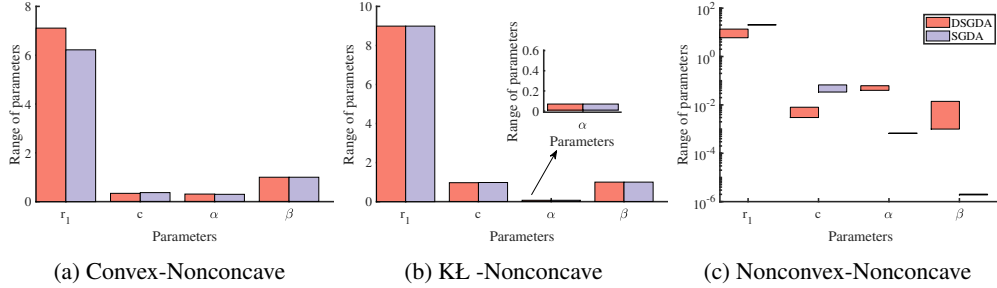 8
6
4
2
0
Range of parameters
r1
c
α
β
Parameters
(a) Convex-Nonconcave
10
8
6
4
2
0
Range of parameters
0.6
0.4
0.2
0
Range of parameters
α
Parameters
r1
c
α
β
Parameters
(b) KŁ -Nonconcave
10^2
10^0
10^-2
10^-4
10^-6
Range of parameters
DSGDA
SGDA
r1
c
α
β
Parameters
(c) Nonconvex-Nonconcave